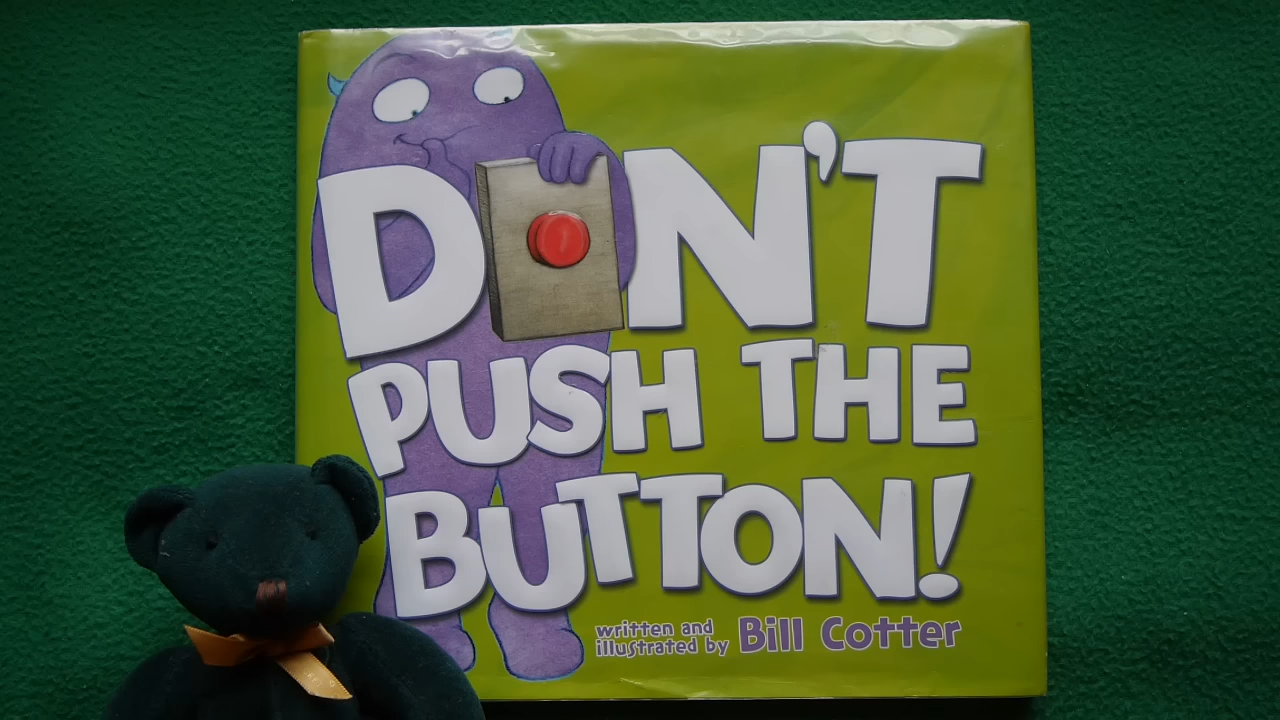 DON'T
PUSH THE
BUTTON!
written and
illustrated by Bill Cotter